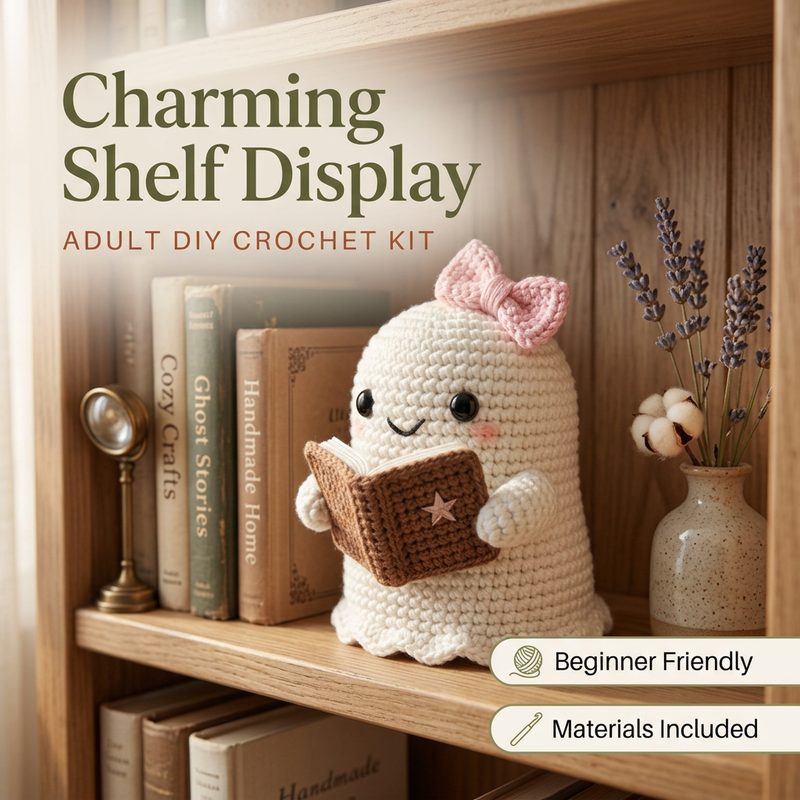 Charming
Shelf Display
ADULT DIY CROCHET KIT
Cozy Crafts
Ghost Stories
Handmade Home
Beginner Friendly
Materials Included
Handmade